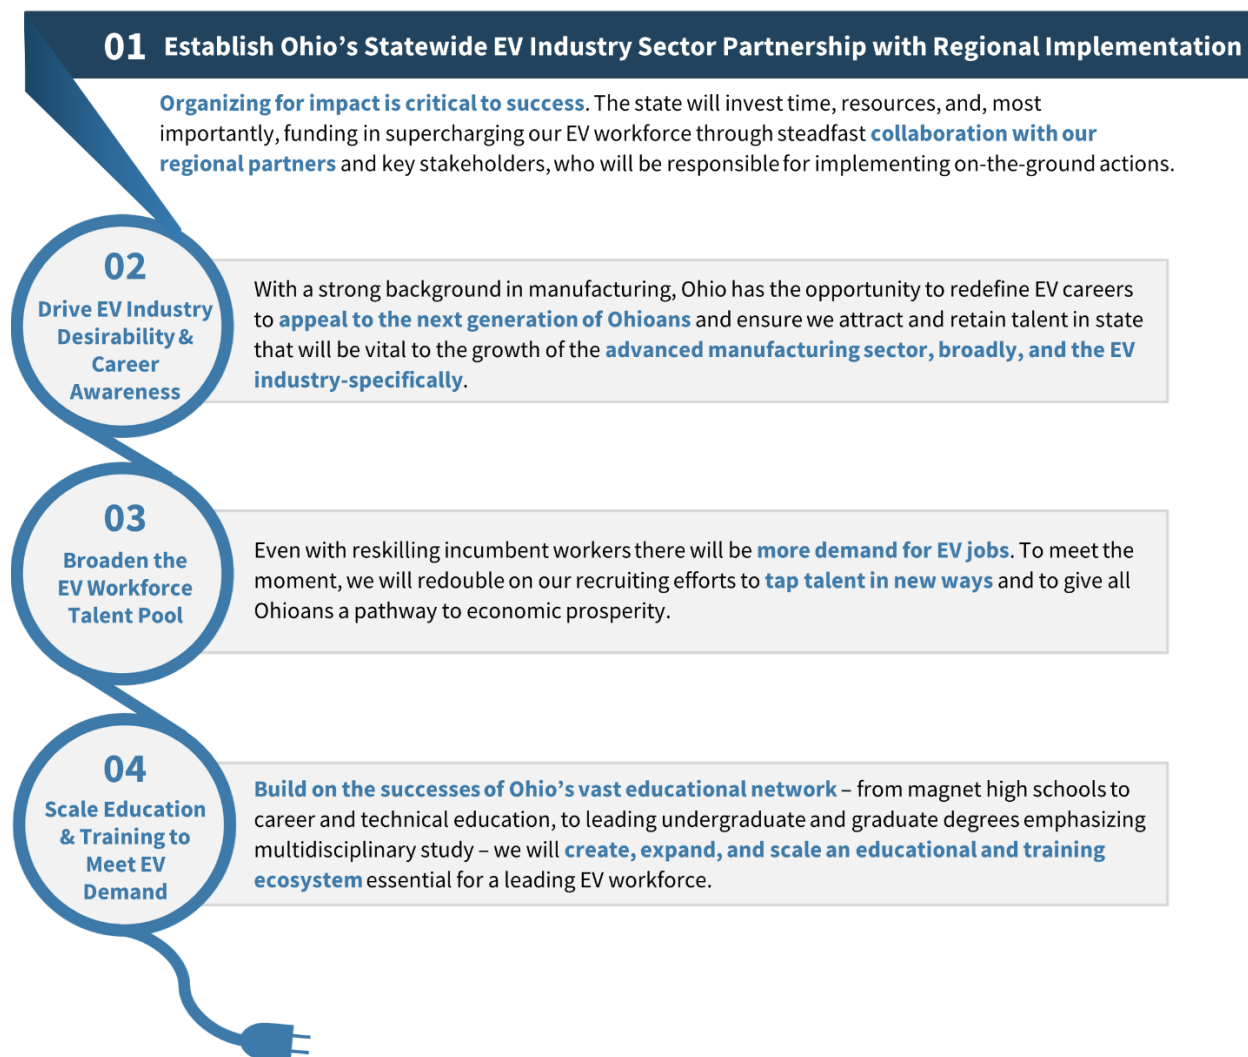 01 Establish Ohio’s Statewide EV Industry Sector Partnership with Regional Implementation
Organizing for impact is critical to success. The state will invest time, resources, and, most
importantly, funding in supercharging our EV workforce through steadfast collaboration with our
regional partners and key stakeholders, who will be responsible for implementing on-the-ground actions.
02
Drive EV Industry
Desirability &
Career
Awareness
With a strong background in manufacturing, Ohio has the opportunity to redefine EV careers
to appeal to the next generation of Ohioans and ensure we attract and retain talent in state
that will be vital to the growth of the advanced manufacturing sector, broadly, and the EV
industry-specifically.
03
Broaden the
EV Workforce
Talent Pool
Even with reskilling incumbent workers there will be more demand for EV jobs. To meet the
moment, we will redouble on our recruiting efforts to tap talent in new ways and to give all
Ohioans a pathway to economic prosperity.
04
Scale Education
& Training to
Meet EV
Demand
Build on the successes of Ohio’s vast educational network – from magnet high schools to
career and technical education, to leading undergraduate and graduate degrees emphasizing
multidisciplinary study – we will create, expand, and scale an educational and training
ecosystem essential for a leading EV workforce.